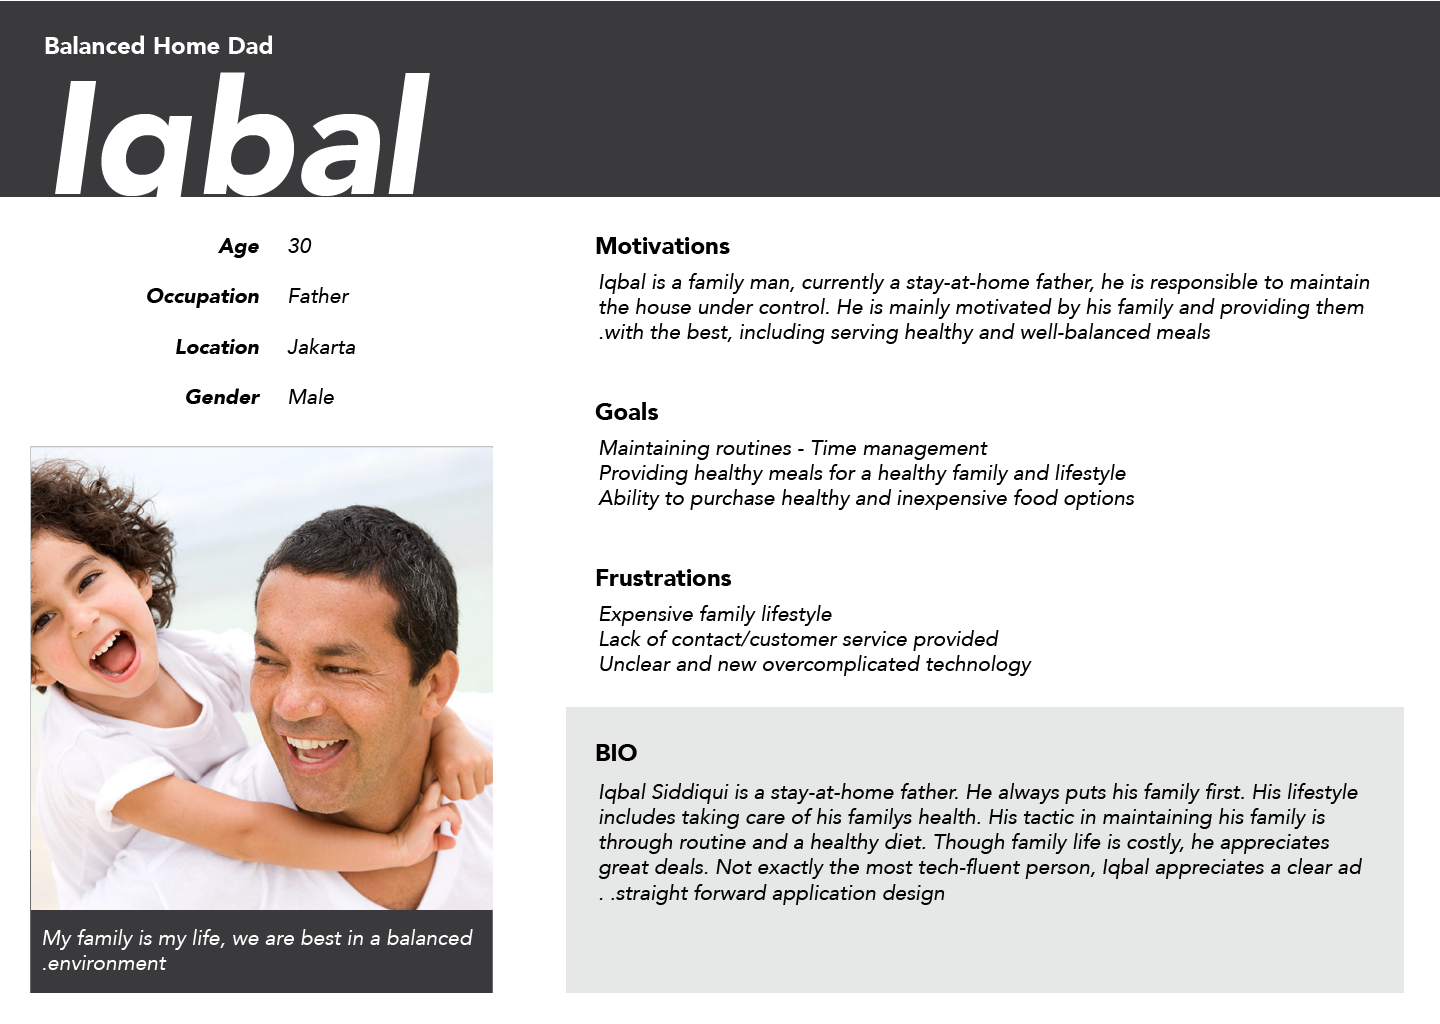 Balanced Home Dad
Iqbal
Age 30
Occupation Father
Location Jakarta
Gender Male
My family is my life, we are best in a balanced
.environment
Motivations
Iqbal is a family man, currently a stay-at-home father, he is responsible to maintain
the house under control. He is mainly motivated by his family and providing them
.with the best, including serving healthy and well-balanced meals
Goals
Maintaining routines - Time management
Providing healthy meals for a healthy family and lifestyle
Ability to purchase healthy and inexpensive food options
Frustrations
Expensive family lifestyle
Lack of contact/customer service provided
Unclear and new overcomplicated technology
BIO
Iqbal Siddiqui is a stay-at-home father. He always puts his family first. His lifestyle
includes taking care of his familys health. His tactic in maintaining his family is
through routine and a healthy diet. Though family life is costly, he appreciates
great deals. Not exactly the most tech-fluent person, Iqbal appreciates a clear ad
. .straight forward application design